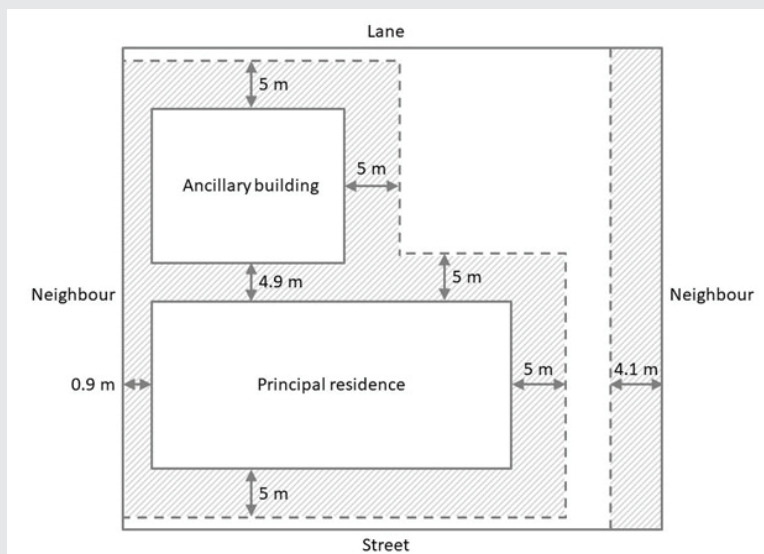 Lane
5 m
Ancillary building
5 m
4.9 m
5 m
Neighbour
Neighbour
0.9 m
Principal residence
5 m
4.1 m
5 m
Street